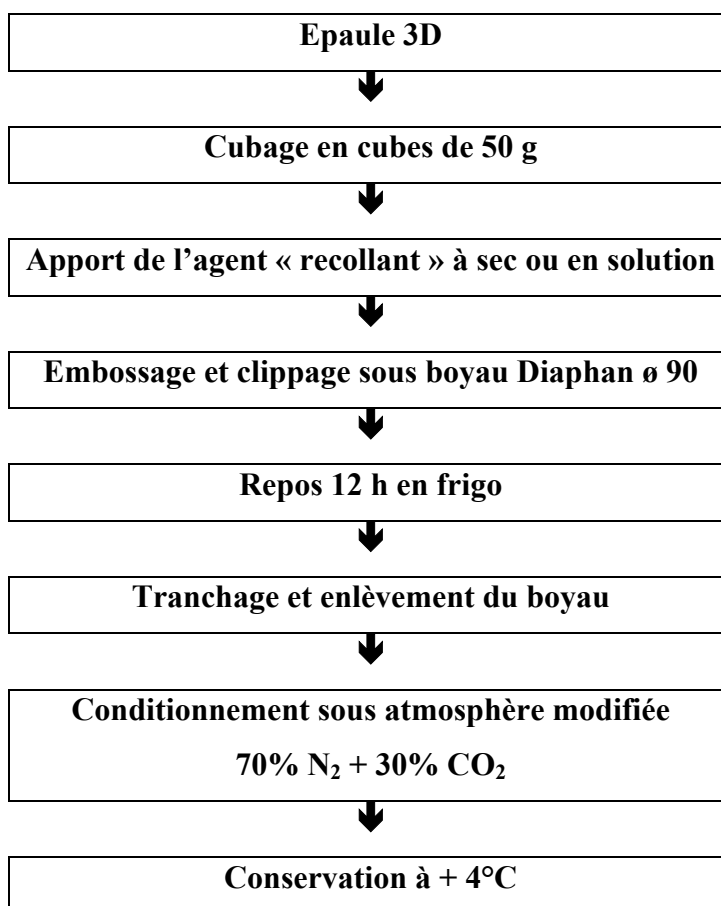 Epaule 3D
Cubage en cubes de 50 g
Apport de l’agent « recollant » à sec ou en solution
Embossage et clippage sous boyau Diaphan ø 90
Repos 12 h en frigo
Tranchage et enlèvement du boyau
Conditionnement sous atmosphère modifiée
70% N₂ + 30% CO₂
Conservation à + 4°C